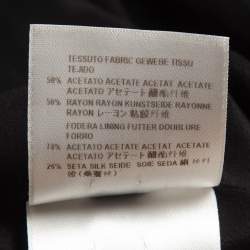 TESSUTO FABRIC GEWEBE TISSU
TEJIDO
50% ACETATO ACETATE ACETAT ACETATE
ACETATO アセテート 醋酯纤维
50% RAYON RAYON KUNSTSEIDE RAYONNE
RAYON レーヨン 粘胶纤维
FODERA LINING FUTTER DOUBLURE
FORRO
74% ACETATO ACETATE ACETAT ACETATE
ACETATO アセテート 醋酯纤维
26% SETA SILK SEIDE SOIE SEDA 絹